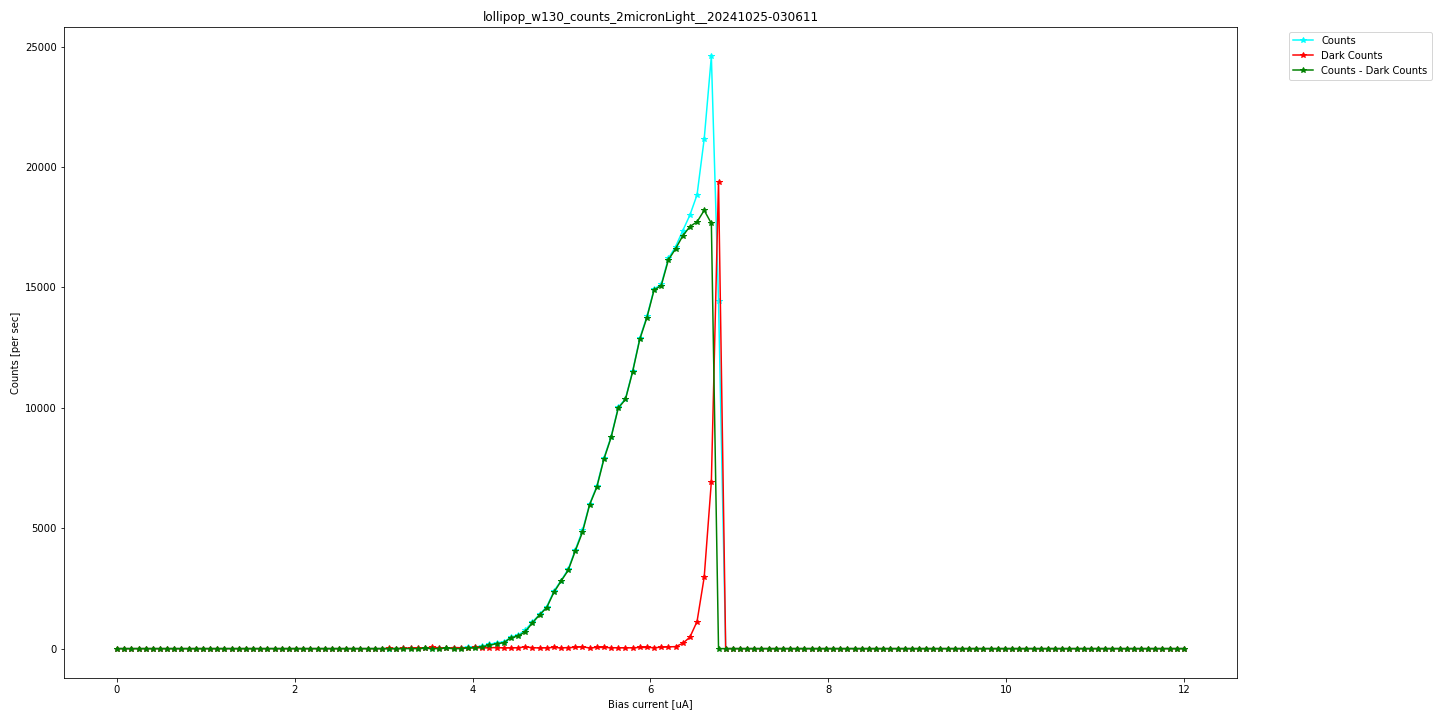 lollipop_w130_counts_2micronLight__20241025-030611
Counts
Dark Counts
Counts - Dark Counts
Counts [per sec]
25000
20000
15000
10000
5000
0
0 2 4 6 8 10 12
Bias current [uA]